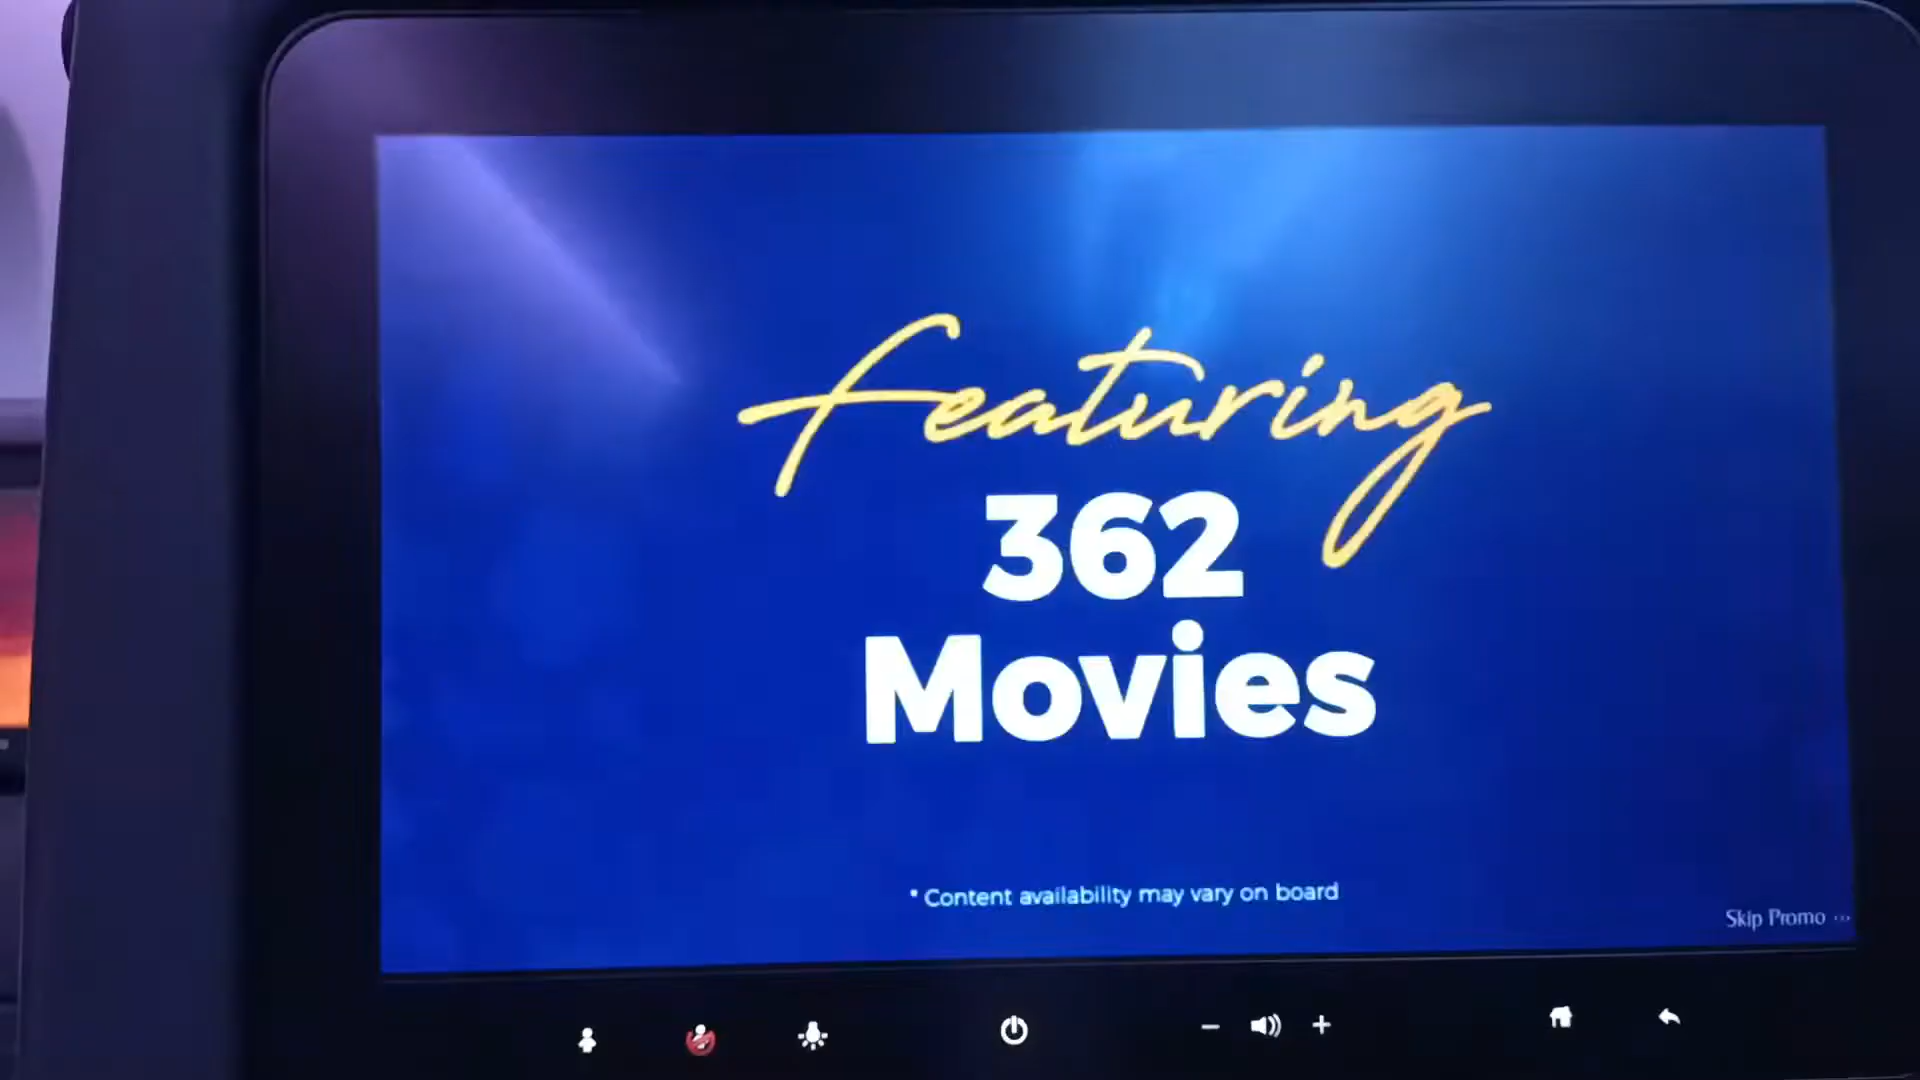 Featuring
362
Movies
* Content availability may vary on board
Skip Promo